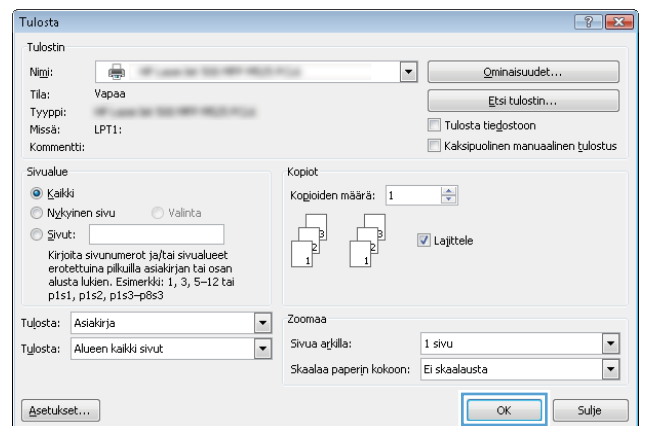 Tulosta
Tulostin
Nimi:
Ominaisuudet...
Tila: Vapaa
Etsi tulostin...
Tyyppi:
Missä: LPT1:
Tulosta tiedostoon
Kommentti:
Kaksipuolinen manuaalinen tulostus
Sivualue
Kaikki
Nykyinen sivu Valinta
Sivut:
Kirjoita sivunumerot ja/tai sivualueet
erotettuina pilkuilla asiakirjan tai osan
alusta lukien. Esimerkki: 1, 3, 5–12 tai
p1s1, p1s2, p1s3–p8s3
Kopiot
Kopioiden määrä: 1
3 3
2 2
1 1
Lajittele
Tulosta: Asiakirja
Tulosta: Alueen kaikki sivut
Zoomaa
Sivua arkilla: 1 sivu
Skaalaa paperin kokoon: Ei skaalausta
Asetukset...
OK
Sulje